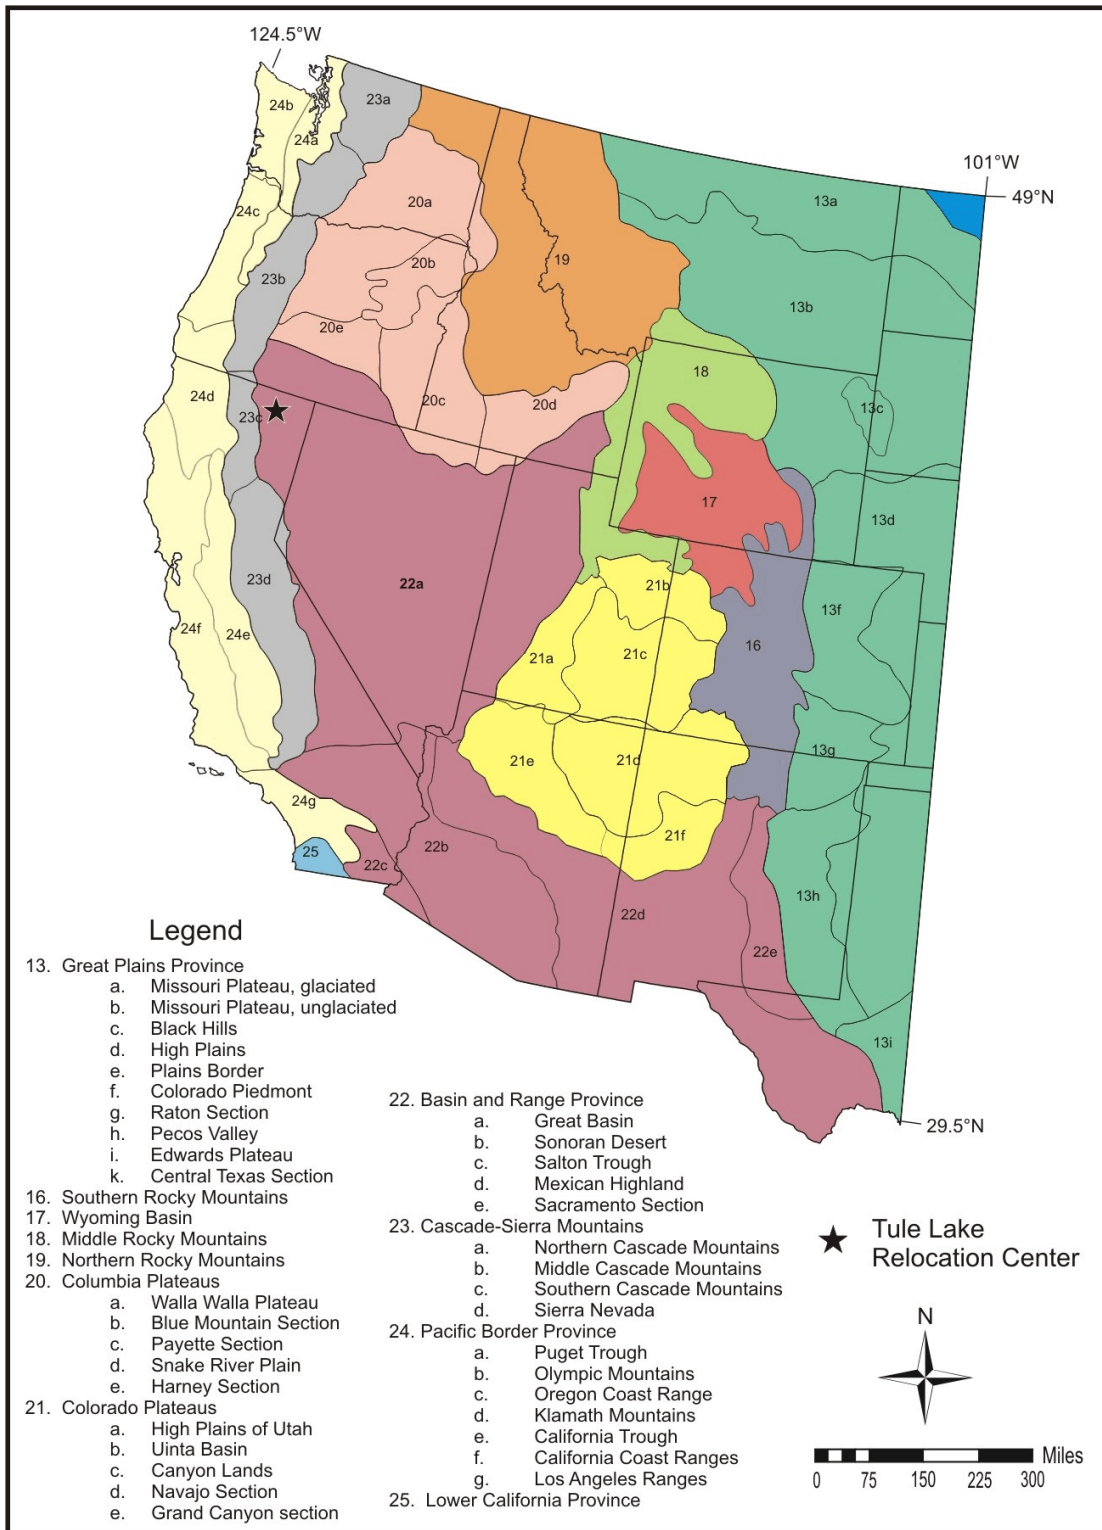 124.5°W
101°W
49°N
24b
24a
23a
24c
20a
13a
23b
20b
19
13b
20e
18
24d
23c
20c
20d
13c
17
13d
23d
22a
21b
13f
24f
24e
21a
21c
16
21e
21d
13g
24g
21f
25
22c
22b
13h
22d
22e
13i
29.5°N
Legend
13. Great Plains Province
a. Missouri Plateau, glaciated
b. Missouri Plateau, unglaciated
c. Black Hills
d. High Plains
e. Plains Border
f. Colorado Piedmont
g. Raton Section
h. Pecos Valley
i. Edwards Plateau
k. Central Texas Section
16. Southern Rocky Mountains
17. Wyoming Basin
18. Middle Rocky Mountains
19. Northern Rocky Mountains
20. Columbia Plateaus
a. Walla Walla Plateau
b. Blue Mountain Section
c. Payette Section
d. Snake River Plain
e. Harney Section
21. Colorado Plateaus
a. High Plains of Utah
b. Uinta Basin
c. Canyon Lands
d. Navajo Section
e. Grand Canyon section
22. Basin and Range Province
a. Great Basin
b. Sonoran Desert
c. Salton Trough
d. Mexican Highland
e. Sacramento Section
23. Cascade-Sierra Mountains
a. Northern Cascade Mountains
b. Middle Cascade Mountains
c. Southern Cascade Mountains
d. Sierra Nevada
24. Pacific Border Province
a. Puget Trough
b. Olympic Mountains
c. Oregon Coast Range
d. Klamath Mountains
e. California Trough
f. California Coast Ranges
g. Los Angeles Ranges
25. Lower California Province
Tule Lake
Relocation Center
N
Miles
0 75 150 225 300